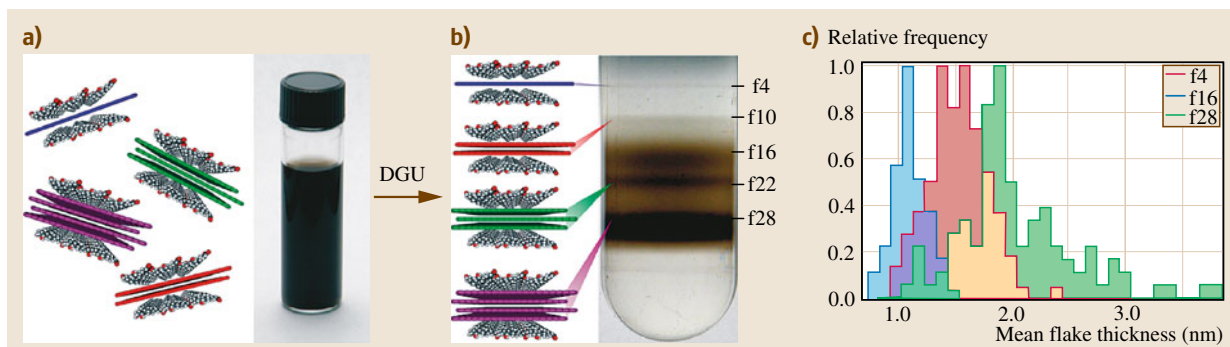 a)
DGU
b)
f4
f10
f16
f22
f28
c) Relative frequency
1.0
0.8
0.6
0.4
0.2
0.0
1.0 2.0 3.0
Mean flake thickness (nm)
f4
f16
f28